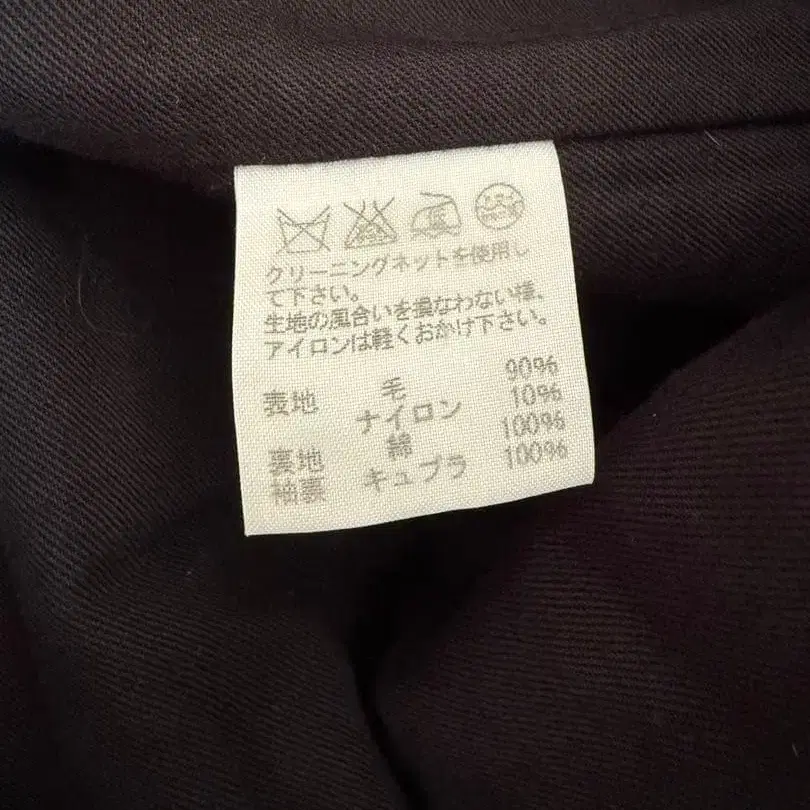 クリーニングネットを使用し
て下さい。
生地の風合いを損なわない様、
アイロンは軽くおかけ下さい。
表地 毛 90%
ナイロン 10%
裏地 綿 100%
袖裏 キュプラ 100%